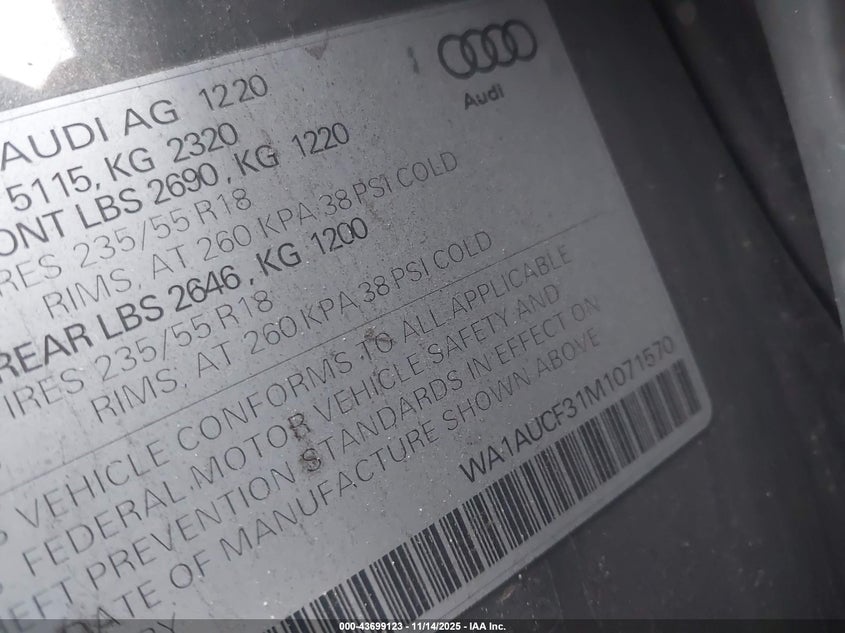 Audi
AUDI AG 1220
5115, KG 2320
ONT LBS 2690, KG 1220
RES 235/55 R18
RIMS, AT 260 KPA 38 PSI COLD
REAR LBS 2646, KG 1200
IRES 235/55 R18
RIMS, AT 260 KPA 38 PSI COLD
VEHICLE CONFORMS TO ALL APPLICABLE
FEDERAL MOTOR VEHICLE SAFETY AND
EFT PREVENTION STANDARDS IN EFFECT ON
DATE OF MANUFACTURE SHOWN ABOVE
WA1AUCF31M1071570
000-43699123 - 11/14/2025 - IAA Inc.